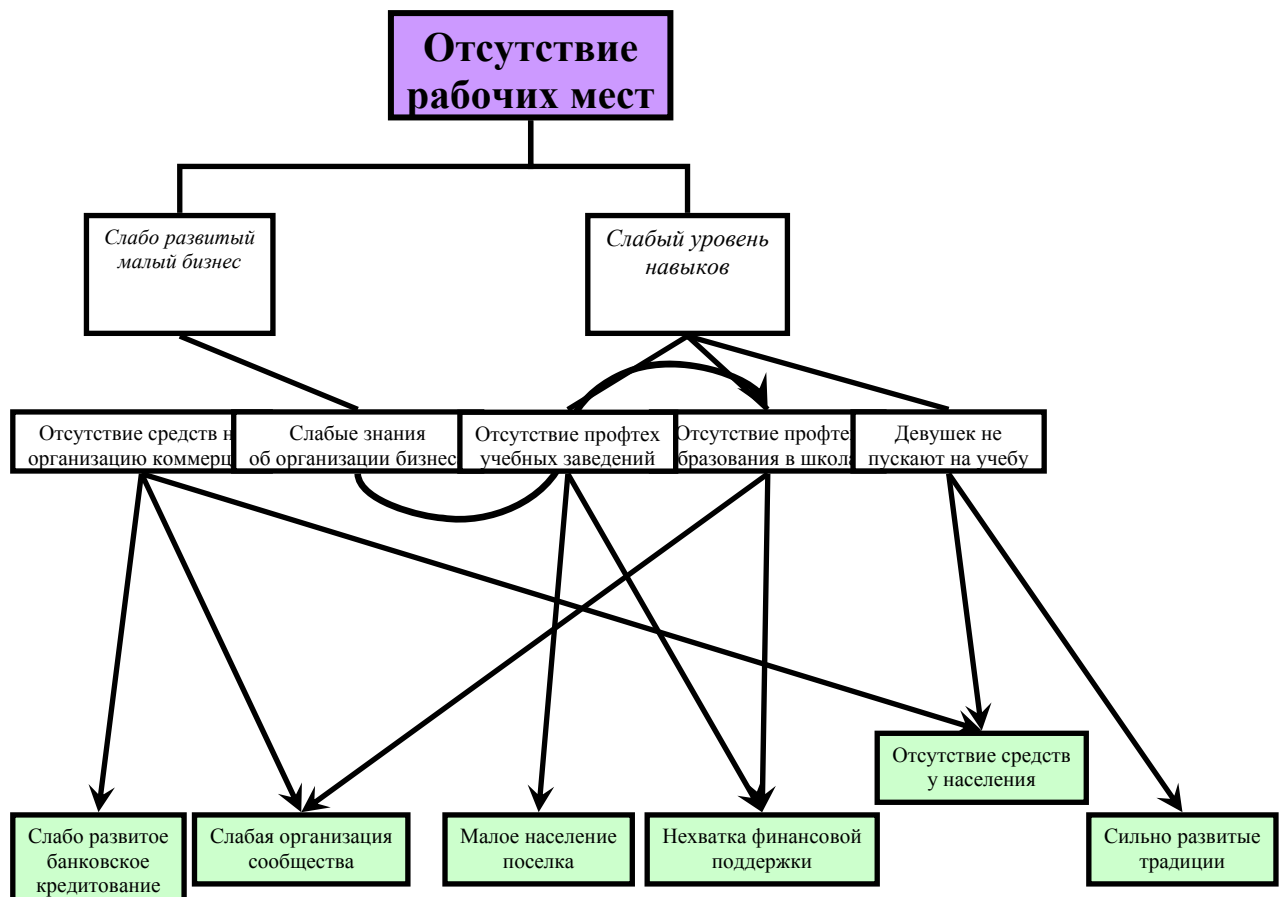 Отсутствие
рабочих мест
Слабо развитый
малый бизнес
Слабый уровень
навыков
Отсутствие средств н
организацию коммерц
Слабые знания
об организации бизнес
Отсутствие профтех
учебных заведений
Отсутствие профте
бразования в школа
Девушек не
пускают на учебу
Отсутствие средств
у населения
Слабо развитое
банковское
кредитование
Слабая организация
сообщества
Малое население
поселка
Нехватка финансовой
поддержки
Сильно развитые
традиции